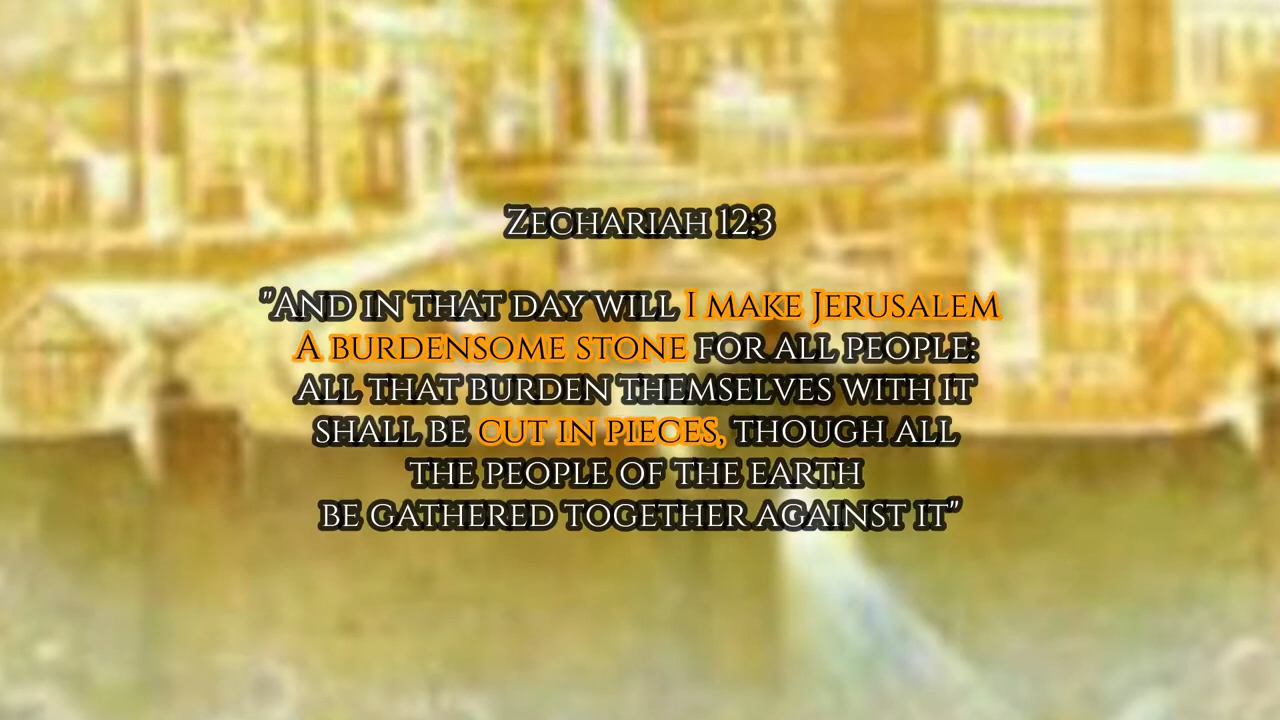 Zechariah 12:3
"And in that day will I make Jerusalem
a burdensome stone for all people:
all that burden themselves with it
shall be cut in pieces, though all
the people of the earth
be gathered together against it"